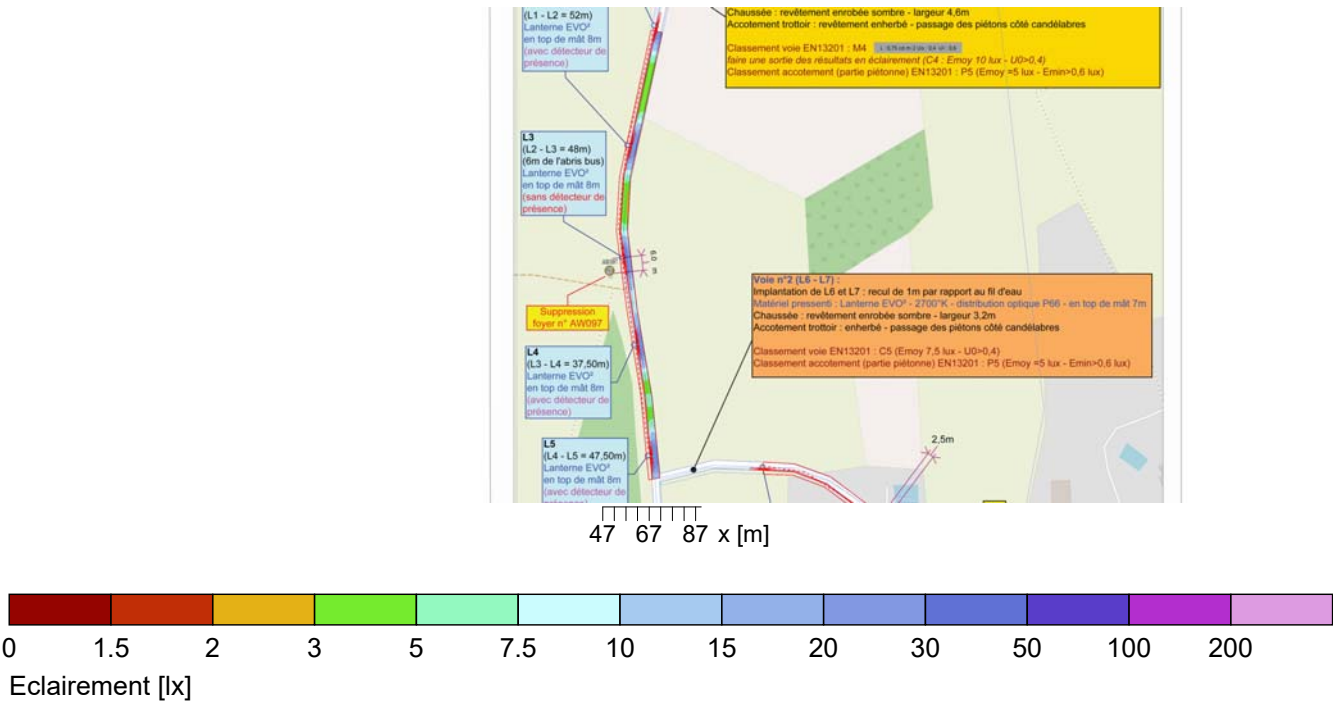 (L1 - L2 = 52m)
Lanterne EVO²
en top de mât 8m
(avec détecteur de
présence)
Chaussée : revêtement enrobée sombre - largeur 4,6m
Accotement trottoir : revêtement enherbé - passage des piétons côté candélabres
Classement voie EN13201 : M4
faire une sortie des résultats en éclairement (C4 : Emoy 10 lux - U0>0,4)
Classement accotement (partie piétonne) EN13201 : P5 (Emoy =5 lux - Emin>0,6 lux)
L3
(L2 - L3 = 48m)
(6m de l'abris bus)
Lanterne EVO²
en top de mât 8m
(sans détecteur de
présence)
6.0 m
Suppression
foyer n° AW097
Voie n°2 (L6 - L7) :
Implantation de L6 et L7 : recul de 1m par rapport au fil d'eau
Matériel pressenti : Lanterne EVO² - 2700°K - distribution optique P66 - en top de mât 7m
Chaussée : revêtement enrobée sombre - largeur 3,2m
Accotement trottoir : enherbé - passage des piétons côté candélabres
Classement voie EN13201 : C5 (Emoy 7,5 lux - U0>0,4)
Classement accotement (partie piétonne) EN13201 : P5 (Emoy =5 lux - Emin>0,6 lux)
L4
(L3 - L4 = 37,50m)
Lanterne EVO²
en top de mât 8m
(avec détecteur de
présence)
L5
(L4 - L5 = 47,50m)
Lanterne EVO²
en top de mât 8m
(avec détecteur de
2,5m
47 67 87 x [m]
0 1.5 2 3 5 7.5 10 15 20 30 50 100 200
Eclairement [lx]